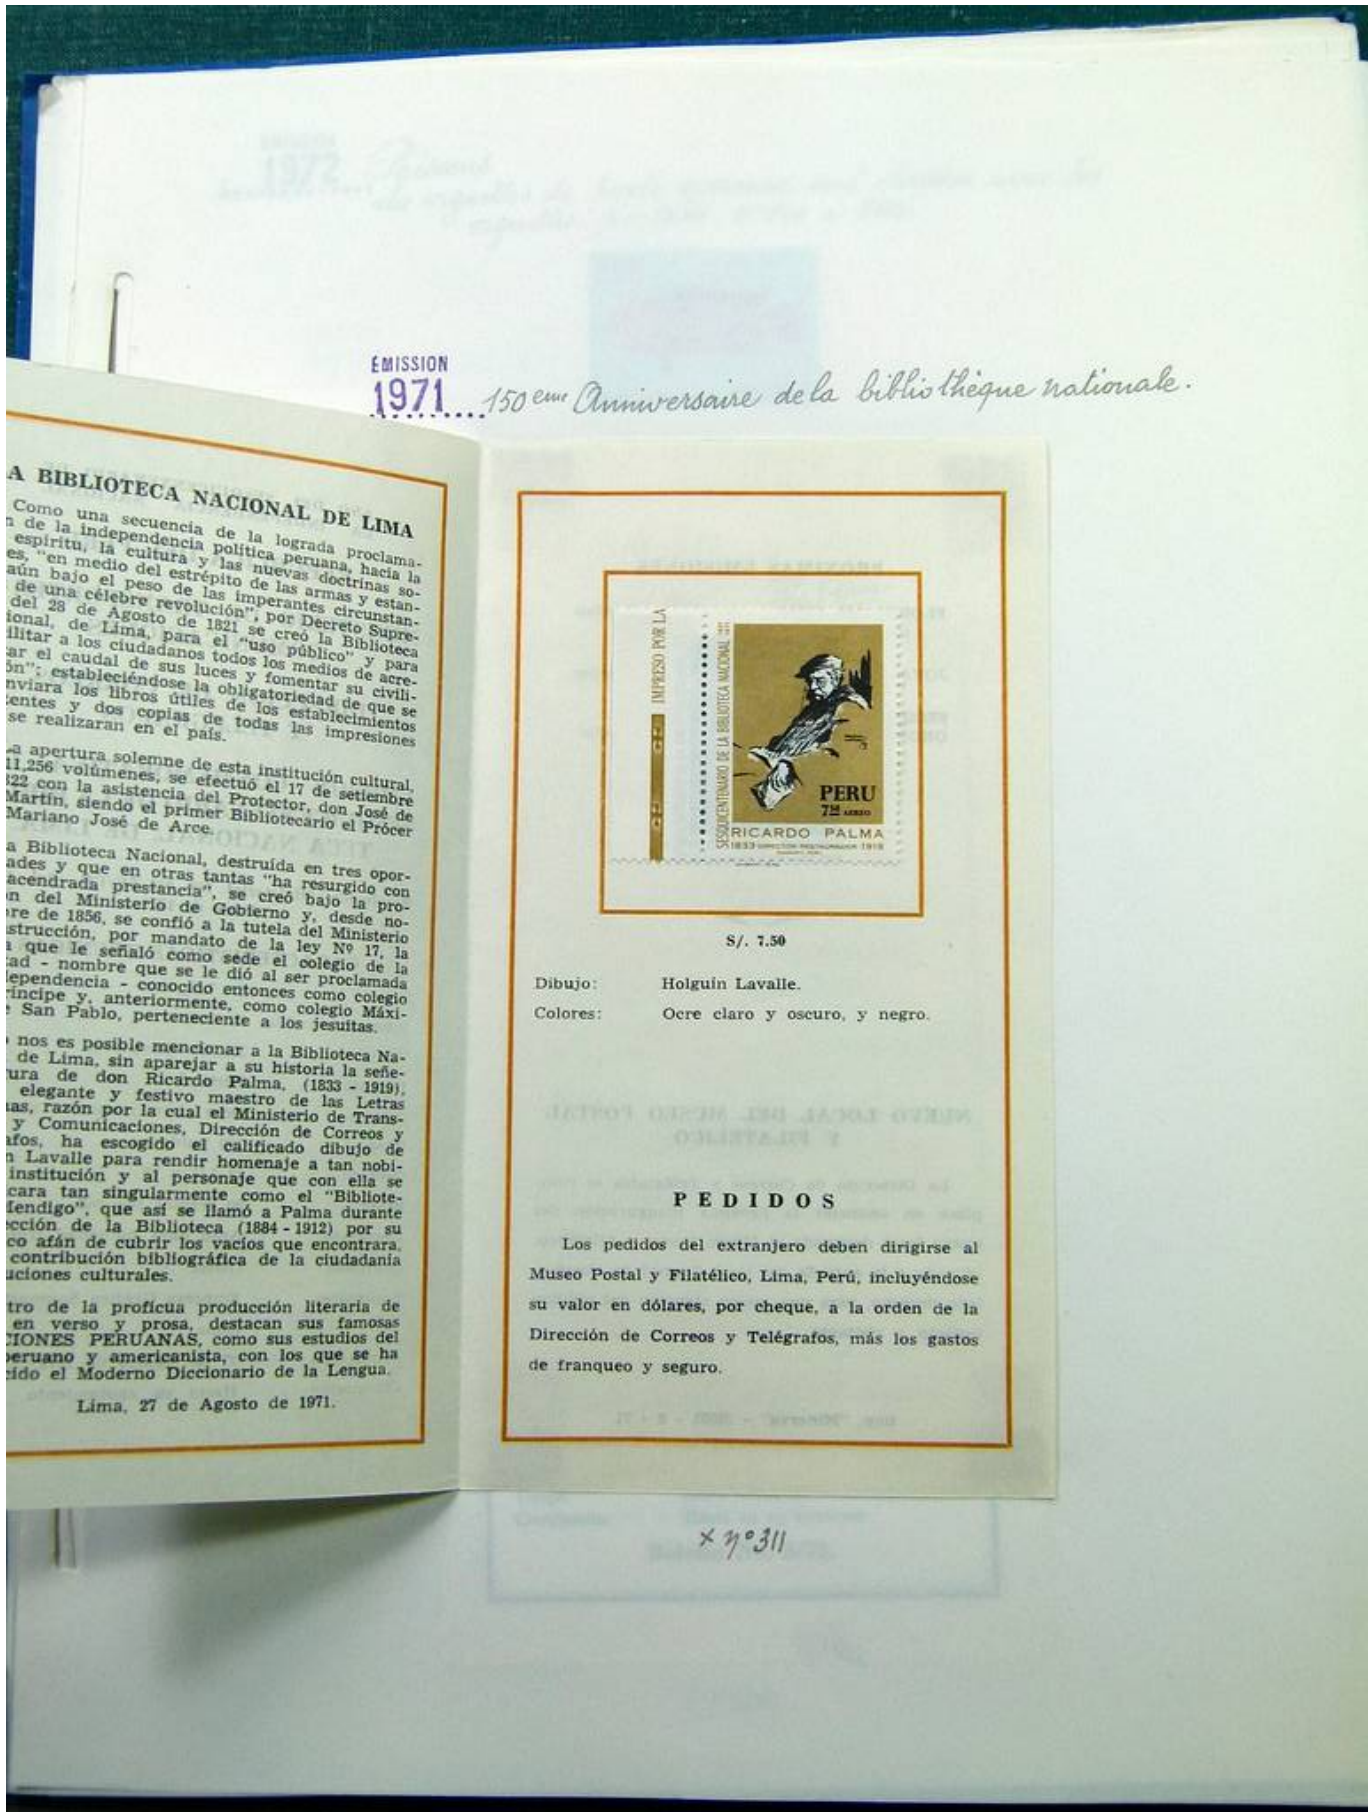 ÉMISSION
1971 150eme Anniversaire de la bibliothèque nationale.
A BIBLIOTECA NACIONAL DE LIMA
Como una secuencia de la lograda proclama-
n de la independencia política peruana, hacia la
espíritu, la cultura y las nuevas doctrinas so-
es, "en medio del estrépito de las armas y estan-
aún bajo el peso de las imperantes circunstan-
de una célebre revolución", por Decreto Supre-
del 28 de Agosto de 1821 se creó la Biblioteca
ional, de Lima, para el "uso público" y para
ilitar a los ciudadanos todos los medios de acre-
ar el caudal de sus luces y fomentar su civili-
ón"; estableciéndose la obligatoriedad de que se
nviara los libros útiles de los establecimientos
entes y dos copias de todas las impresiones
se realizaran en el país.
a apertura solemne de esta institución cultural,
11,256 volúmenes, se efectuó el 17 de setiembre
22 con la asistencia del Protector, don José de
Martín, siendo el primer Bibliotecario el Prócer
Mariano José de Arce.
a Biblioteca Nacional, destruída en tres opor-
ades y que en otras tantas "ha resurgido con
acendrada prestancia", se creó bajo la pro-
n del Ministerio de Gobierno y, desde no-
re de 1856, se confió a la tutela del Ministerio
strucción, por mandato de la ley Nº 17, la
que le señaló como sede el colegio de la
ad - nombre que se le dió al ser proclamada
ependencia - conocido entonces como colegio
ríncipe y, anteriormente, como colegio Máxi-
San Pablo, perteneciente a los jesuítas.
nos es posible mencionar a la Biblioteca Na-
de Lima, sin aparejar a su historia la señe-
ura de don Ricardo Palma, (1833 - 1919),
elegante y festivo maestro de las Letras
as, razón por la cual el Ministerio de Trans-
y Comunicaciones, Dirección de Correos y
afos, ha escogido el calificado dibujo de
n Lavalle para rendir homenaje a tan nobi-
institución y al personaje que con ella se
cara tan singularmente como el "Bibliote-
Mendigo", que así se llamó a Palma durante
cción de la Biblioteca (1884 - 1912) por su
co afán de cubrir los vacíos que encontrara,
contribución bibliográfica de la ciudadanía
uciones culturales.
tro de la profícua producción literaria de
en verso y prosa, destacan sus famosas
CIONES PERUANAS, como sus estudios del
peruano y americanista, con los que se ha
cido el Moderno Diccionario de la Lengua.
Lima, 27 de Agosto de 1971.
IMPRESO POR LA
SESQUICENTENARIO DE LA BIBLIOTECA NACIONAL
PERU
7.50 AEREO
RICARDO PALMA
1833 DIRECTOR RESTAURADOR 1919
S/. 7.50
Dibujo: Holguín Lavalle.
Colores: Ocre claro y oscuro, y negro.
PEDIDOS
Los pedidos del extranjero deben dirigirse al
Museo Postal y Filatélico, Lima, Perú, incluyéndose
su valor en dólares, por cheque, a la orden de la
Dirección de Correos y Telégrafos, más los gastos
de franqueo y seguro.
x nº311